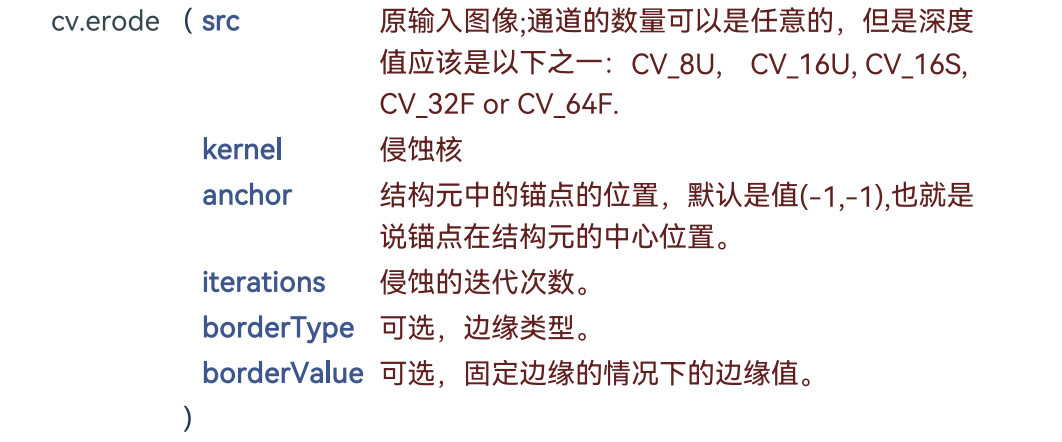 cv.erode ( src 原输入图像;通道的数量可以是任意的，但是深度
值应该是以下之一：CV_8U, CV_16U, CV_16S,
CV_32F or CV_64F.
kernel 侵蚀核
anchor 结构元中的锚点的位置，默认是值(-1,-1),也就是
说锚点在结构元的中心位置。
iterations 侵蚀的迭代次数。
borderType 可选，边缘类型。
borderValue 可选，固定边缘的情况下的边缘值。
)